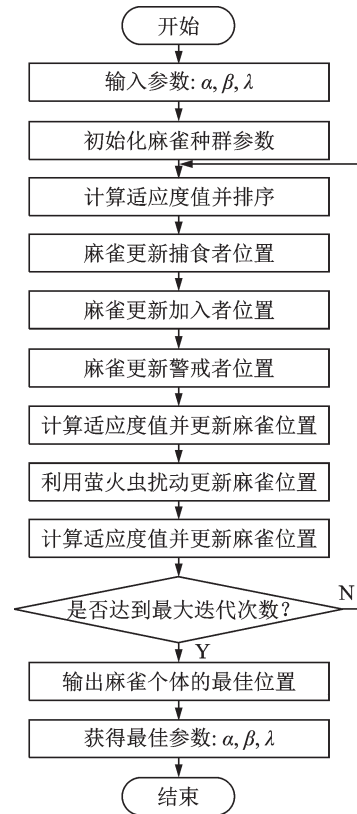 开始
输入参数: α, β, λ
初始化麻雀种群参数
计算适应度值并排序
麻雀更新捕食者位置
麻雀更新加入者位置
麻雀更新警戒者位置
计算适应度值并更新麻雀位置
利用萤火虫扰动更新麻雀位置
计算适应度值并更新麻雀位置
是否达到最大迭代次数?
N
Y
输出麻雀个体的最佳位置
获得最佳参数: α, β, λ
结束